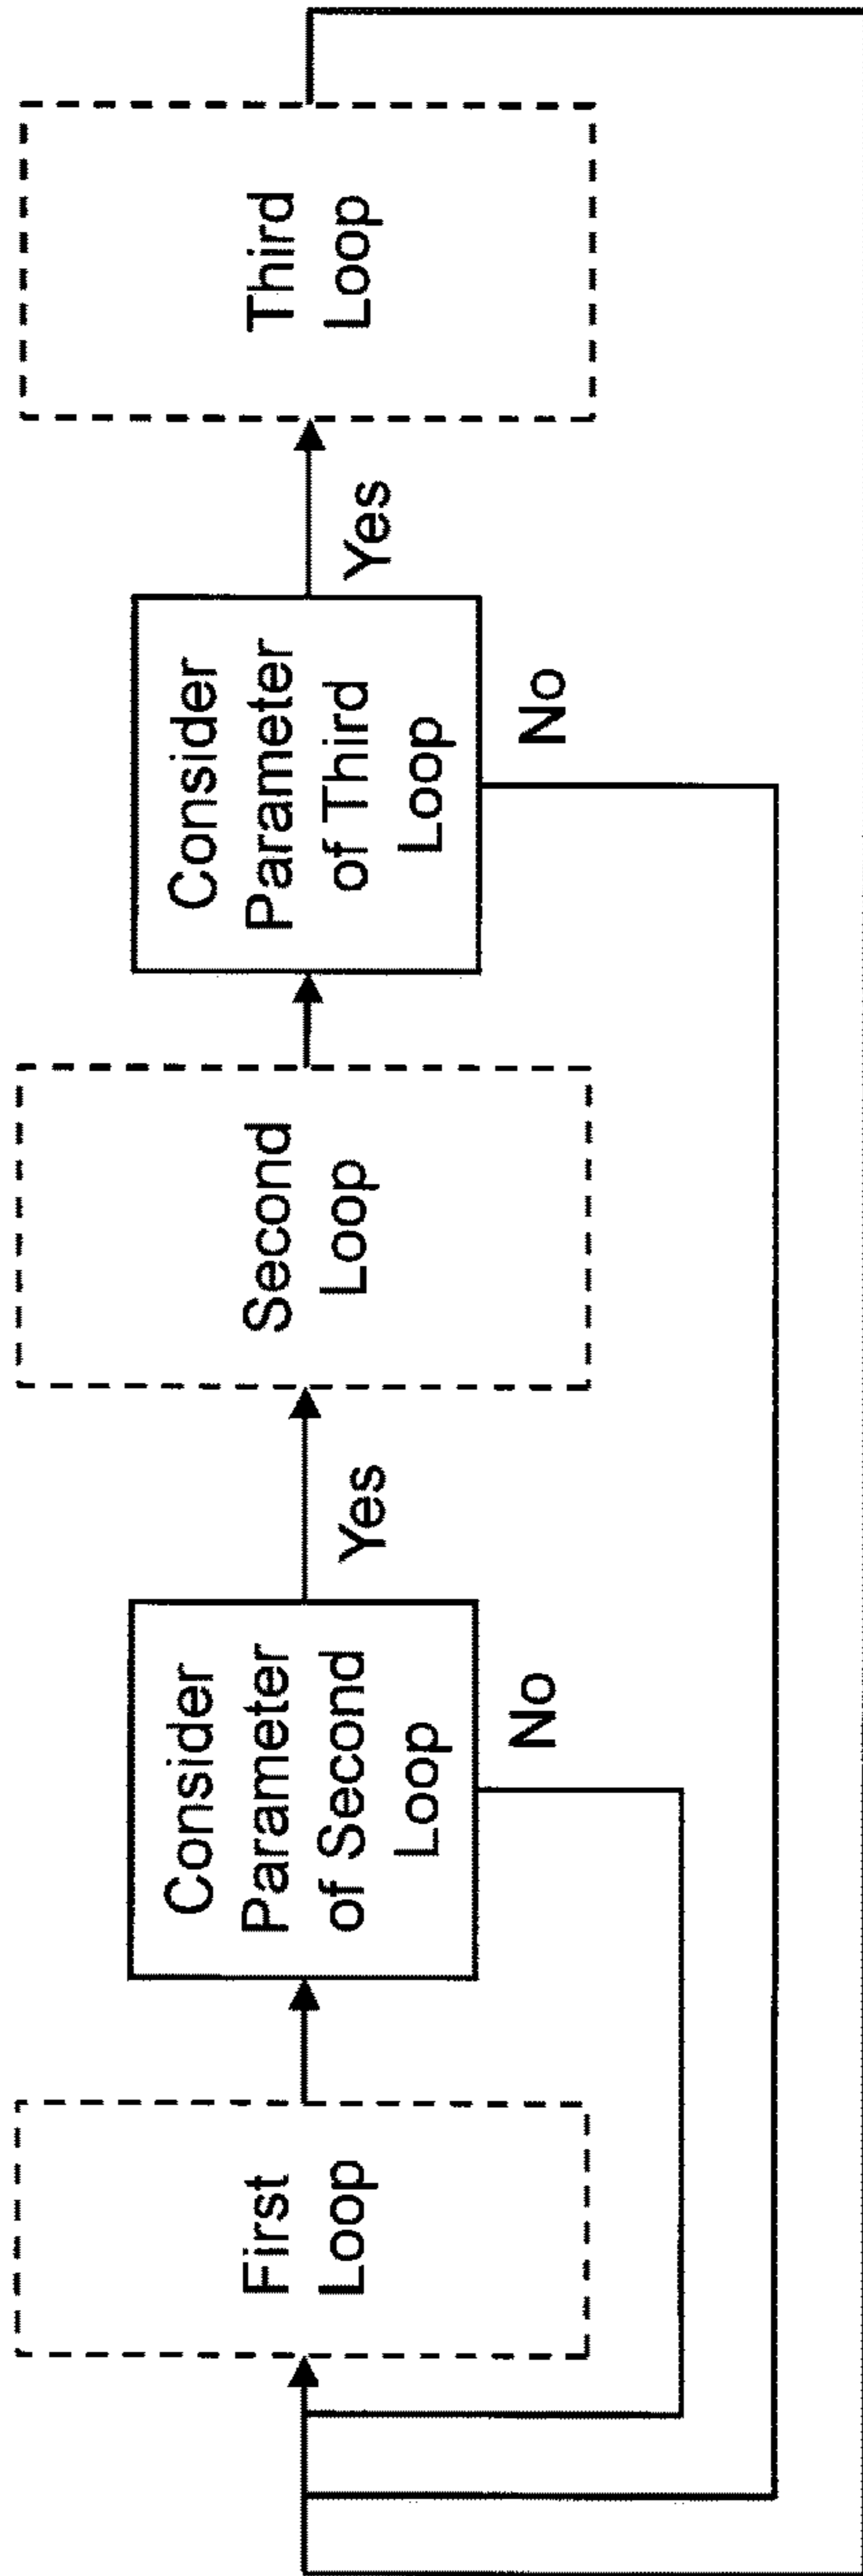 First
Loop
Consider
Parameter
of Second
Loop
Yes
No
Second
Loop
Consider
Parameter
of Third
Loop
Yes
No
Third
Loop